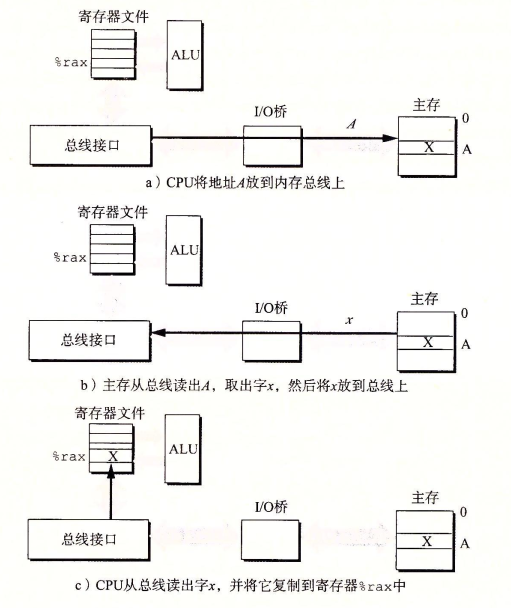 寄存器文件
%rax
ALU
总线接口
I/O桥
A
主存
0
X
A
a）CPU将地址A放到内存总线上
寄存器文件
%rax
ALU
总线接口
I/O桥
x
主存
0
X
A
b）主存从总线读出A，取出字x，然后将x放到总线上
寄存器文件
%rax
X
ALU
总线接口
I/O桥
主存
0
X
A
c）CPU从总线读出字x，并将它复制到寄存器%rax中